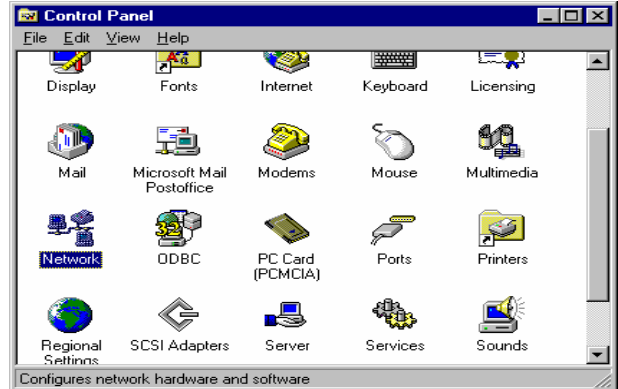 Control Panel
File Edit View Help
Display Fonts Internet Keyboard Licensing
Mail Microsoft Mail Postoffice Modems Mouse Multimedia
Network ODBC PC Card (PCMCIA) Ports Printers
32
Regional Settings SCSI Adapters Server Services Sounds
Configures network hardware and software